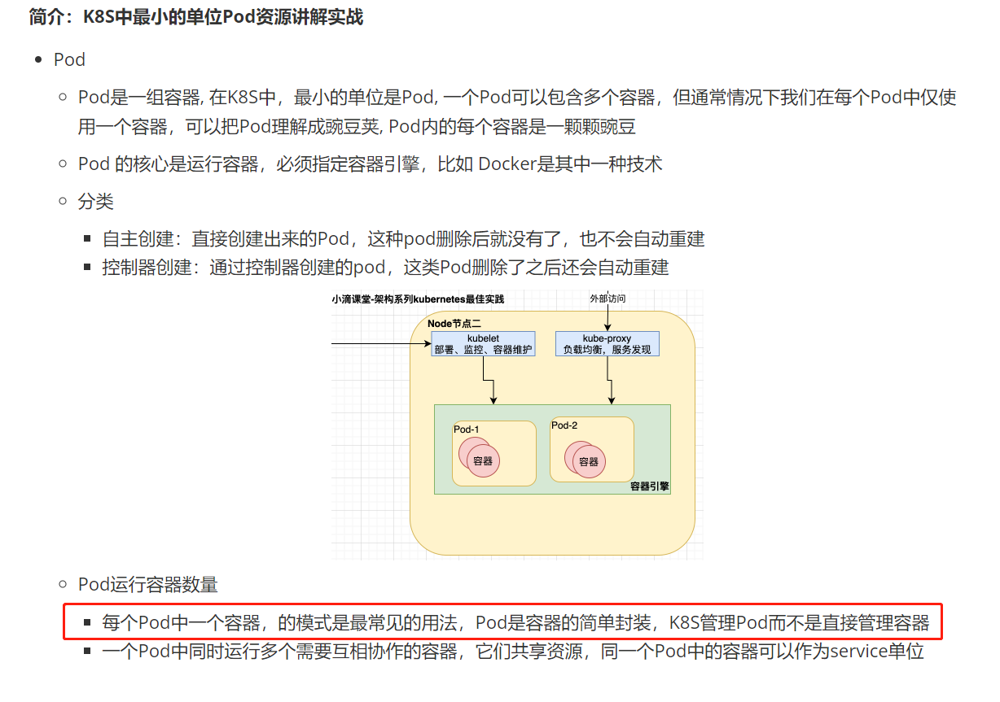 简介：K8S中最小的单位Pod资源讲解实战
Pod
Pod是一组容器, 在K8S中，最小的单位是Pod, 一个Pod可以包含多个容器，但通常情况下我们在每个Pod中仅使
用一个容器，可以把Pod理解成豌豆荚, Pod内的每个容器是一颗颗豌豆
Pod 的核心是运行容器，必须指定容器引擎，比如 Docker是其中一种技术
分类
自主创建：直接创建出来的Pod，这种pod删除后就没有了，也不会自动重建
控制器创建：通过控制器创建的pod，这类Pod删除了之后还会自动重建
小滴课堂-架构系列kubernetes最佳实践
外部访问
Node节点二
kubelet
部署、监控、容器维护
kube-proxy
负载均衡，服务发现
Pod-1
容器
Pod-2
容器
容器引擎
Pod运行容器数量
每个Pod中一个容器，的模式是最常见的用法，Pod是容器的简单封装，K8S管理Pod而不是直接管理容器
一个Pod中同时运行多个需要互相协作的容器，它们共享资源，同一个Pod中的容器可以作为service单位